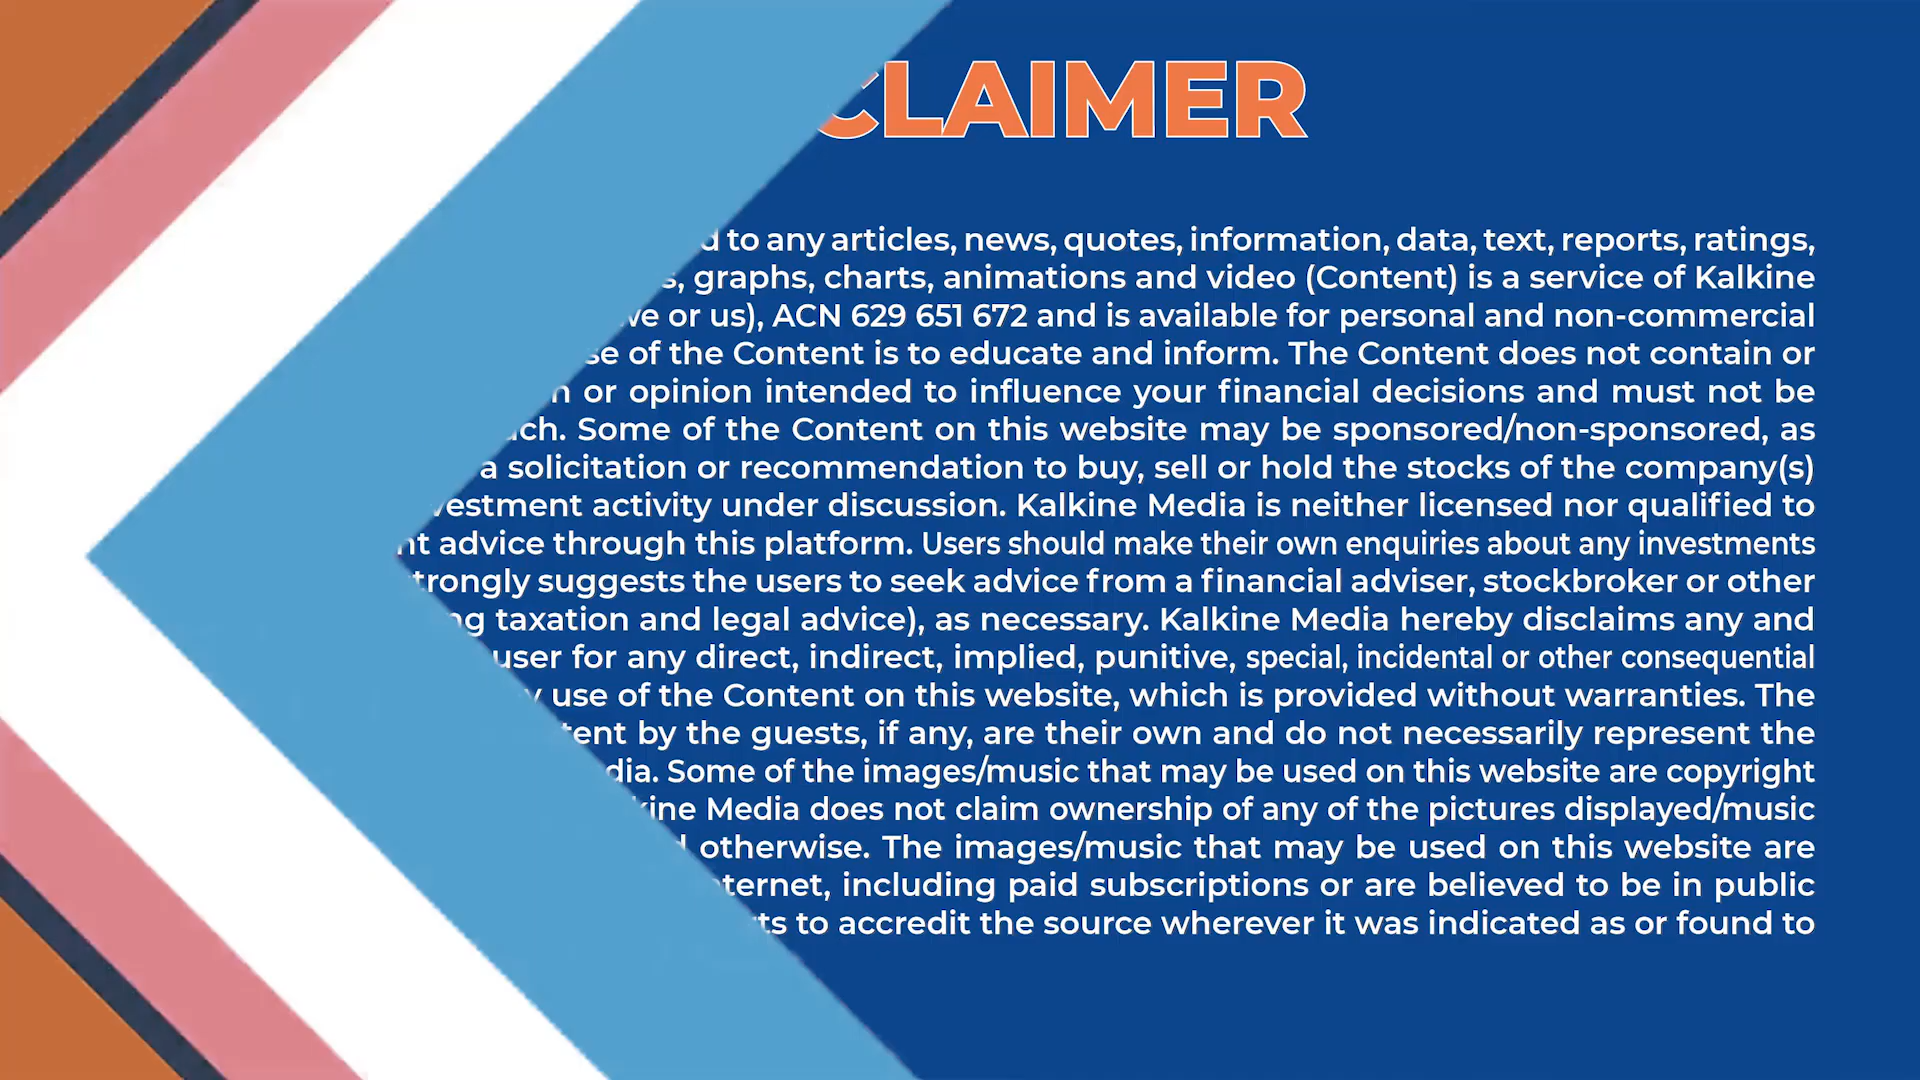 CLAIMER
to any articles, news, quotes, information, data, text, reports, ratings,
graphs, charts, animations and video (Content) is a service of Kalkine
or us), ACN 629 651 672 and is available for personal and non-commercial
of the Content is to educate and inform. The Content does not contain or
or opinion intended to influence your financial decisions and must not be
Some of the Content on this website may be sponsored/non-sponsored, as
a solicitation or recommendation to buy, sell or hold the stocks of the company(s)
activity under discussion. Kalkine Media is neither licensed nor qualified to
advice through this platform. Users should make their own enquiries about any investments
suggests the users to seek advice from a financial adviser, stockbroker or other
taxation and legal advice), as necessary. Kalkine Media hereby disclaims any and
user for any direct, indirect, implied, punitive, special, incidental or other consequential
use of the Content on this website, which is provided without warranties. The
by the guests, if any, are their own and do not necessarily represent the
Some of the images/music that may be used on this website are copyright
Media does not claim ownership of any of the pictures displayed/music
otherwise. The images/music that may be used on this website are
including paid subscriptions or are believed to be in public
to accredit the source wherever it was indicated as or found to